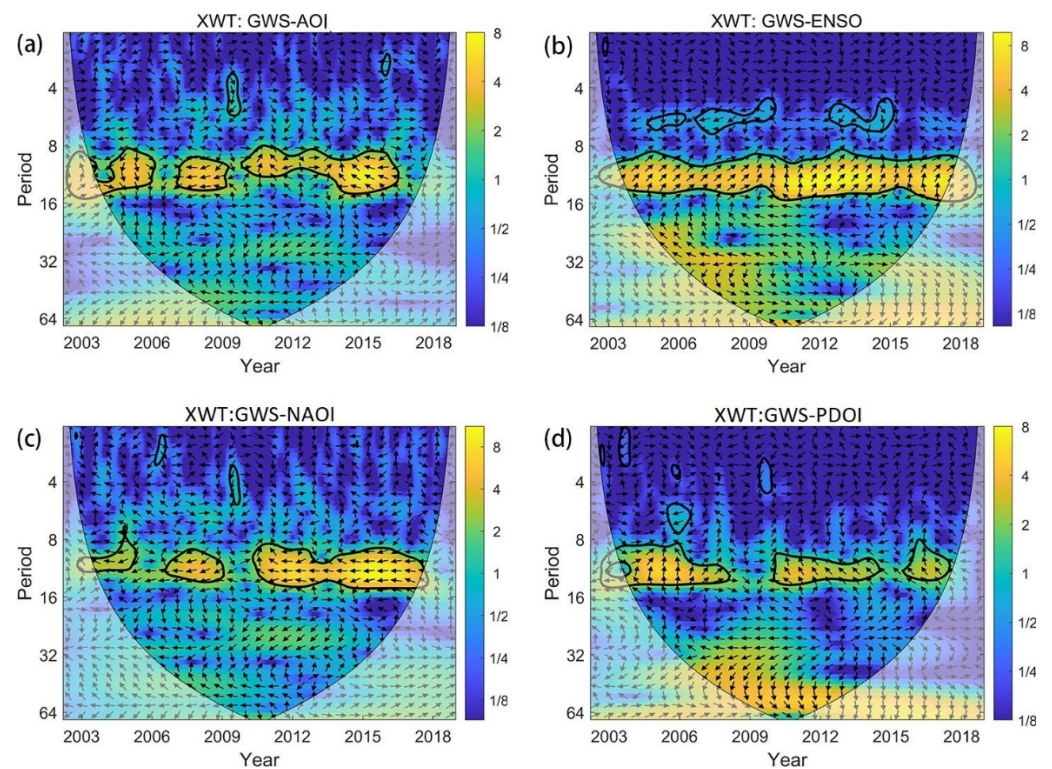 XWT: GWS-AOI
(a)
4
8
16
32
64
Period
2003 2006 2009 2012 2015 2018
Year
8
4
2
1
1/2
1/4
1/8
XWT: GWS-ENSO
(b)
4
8
16
32
64
Period
2003 2006 2009 2012 2015 2018
Year
8
4
2
1
1/2
1/4
1/8
XWT:GWS-NAOI
(c)
4
8
16
32
64
Period
2003 2006 2009 2012 2015 2018
Year
8
4
2
1
1/2
1/4
1/8
XWT:GWS-PDOI
(d)
4
8
16
32
64
Period
2003 2006 2009 2012 2015 2018
Year
8
4
2
1
1/2
1/4
1/8